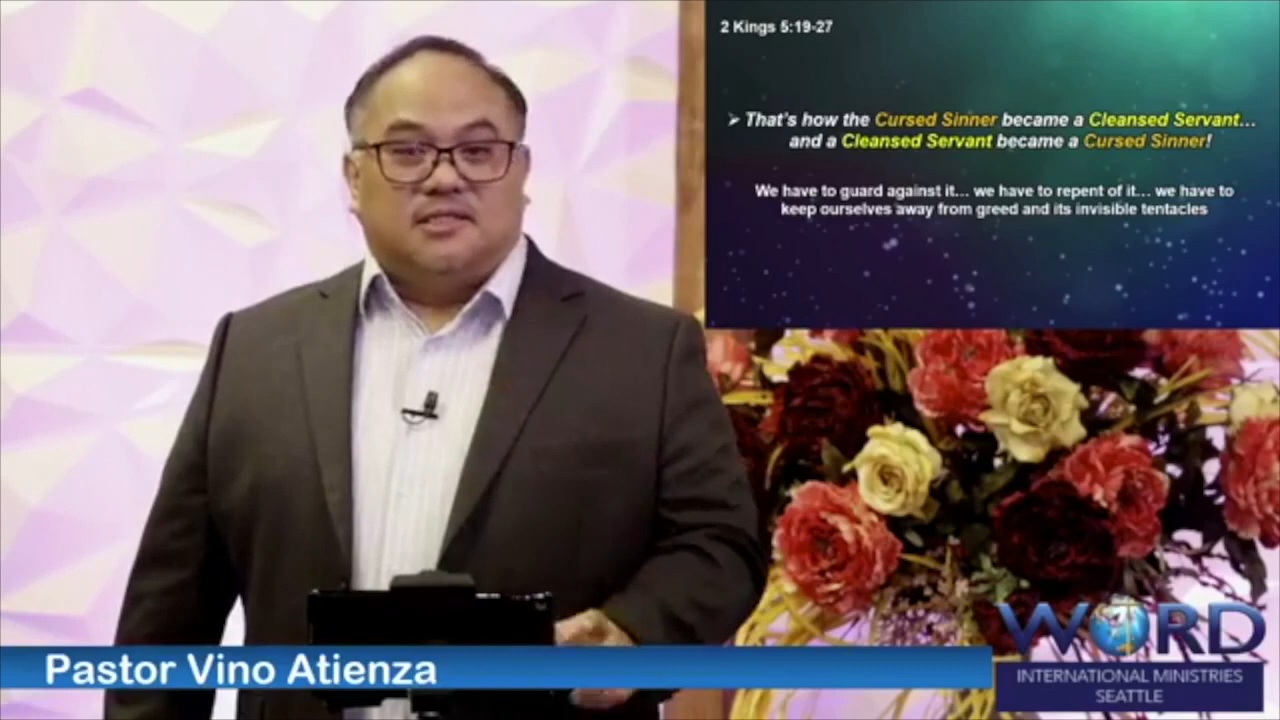 2 Kings 5:19-27
➢ That's how the Cursed Sinner became a Cleansed Servant...
and a Cleansed Servant became a Cursed Sinner!
We have to guard against it... we have to repent of it... we have to
keep ourselves away from greed and its invisible tentacles
Pastor Vino Atienza
WORD
INTERNATIONAL MINISTRIES
SEATTLE